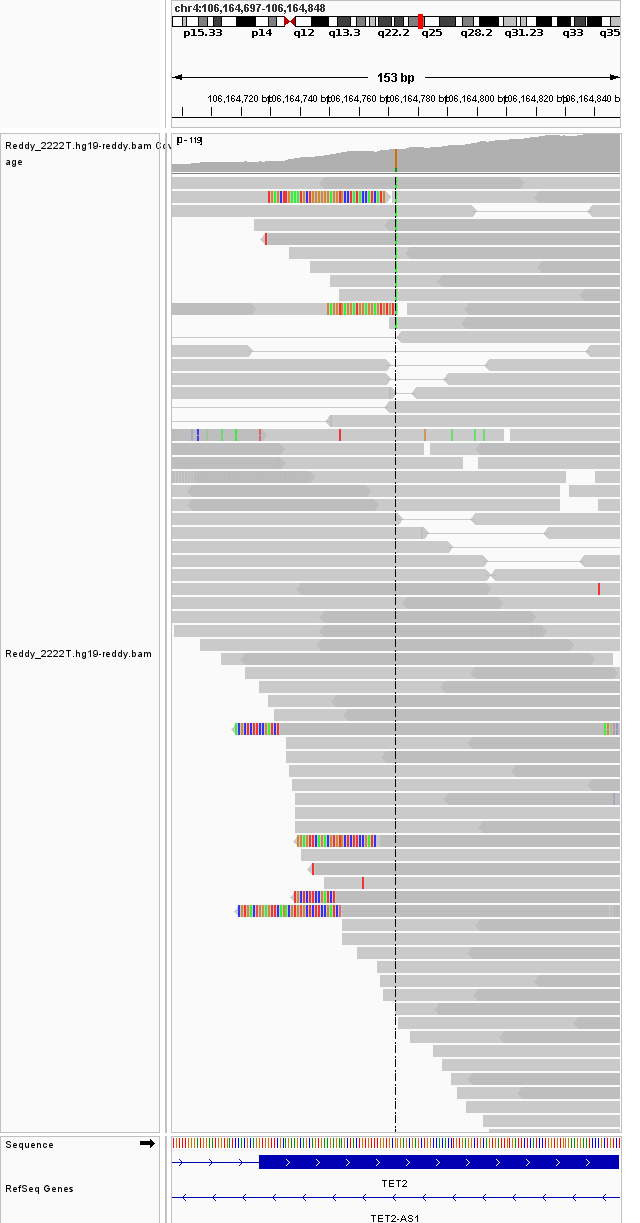 chr4:106,164,697-106,164,848
p15.33 p14 q12 q13.3 q22.2 q25 q28.2 q31.23 q33 q35
153 bp
106,164,720 bp 106,164,740 bp 106,164,760 bp 106,164,780 bp 106,164,800 bp 106,164,820 bp 106,164,840 bp
[0 - 119]
Reddy_2222T.hg19-reddy.bam Cov
age
Reddy_2222T.hg19-reddy.bam
Sequence
TET2
RefSeq Genes
TET2-AS1